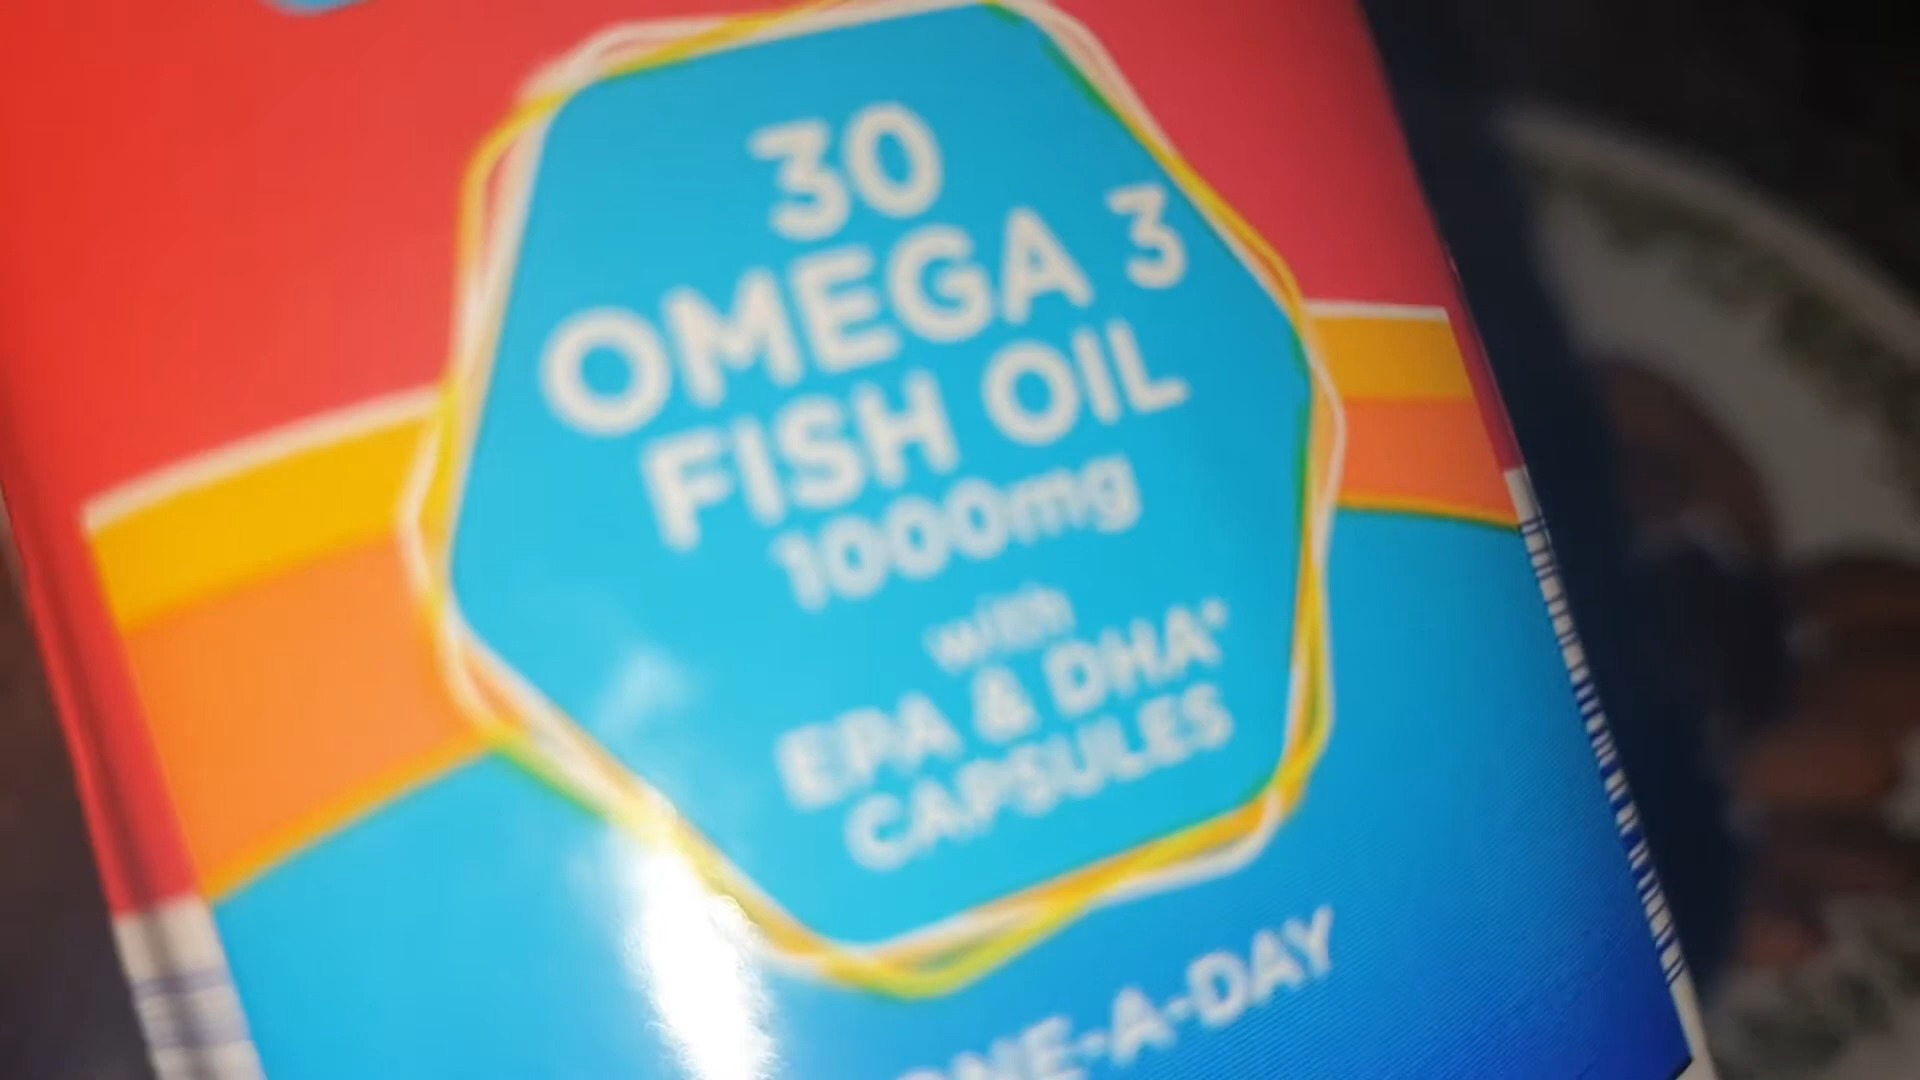 30
OMEGA 3
FISH OIL
1000mg
with
EPA & DHA*
CAPSULES
ONE-A-DAY